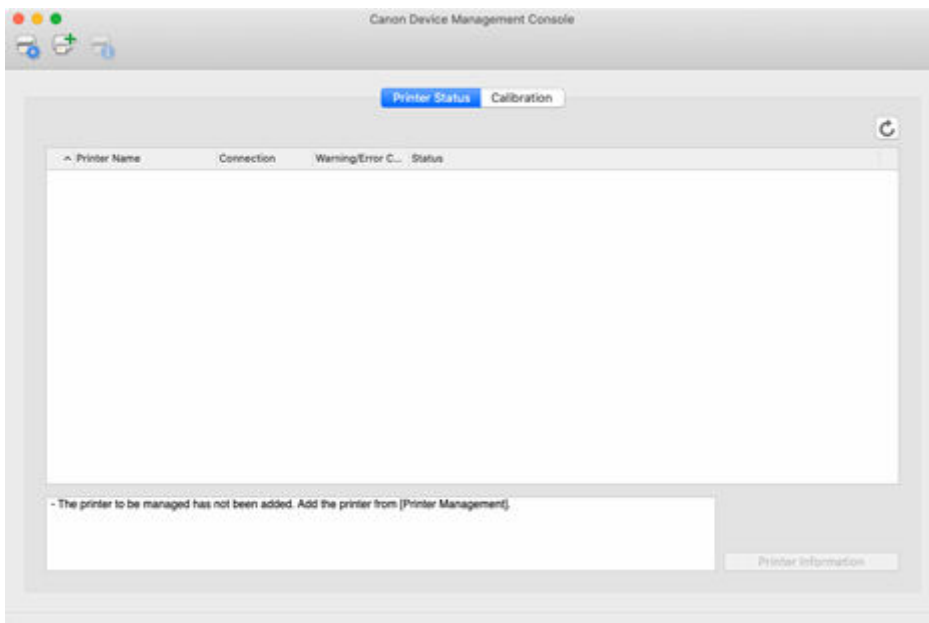 Canon Device Management Console
Printer Status Calibration
Printer Name Connection Warning/Error C... Status
- The printer to be managed has not been added. Add the printer from [Printer Management].
Printer Information